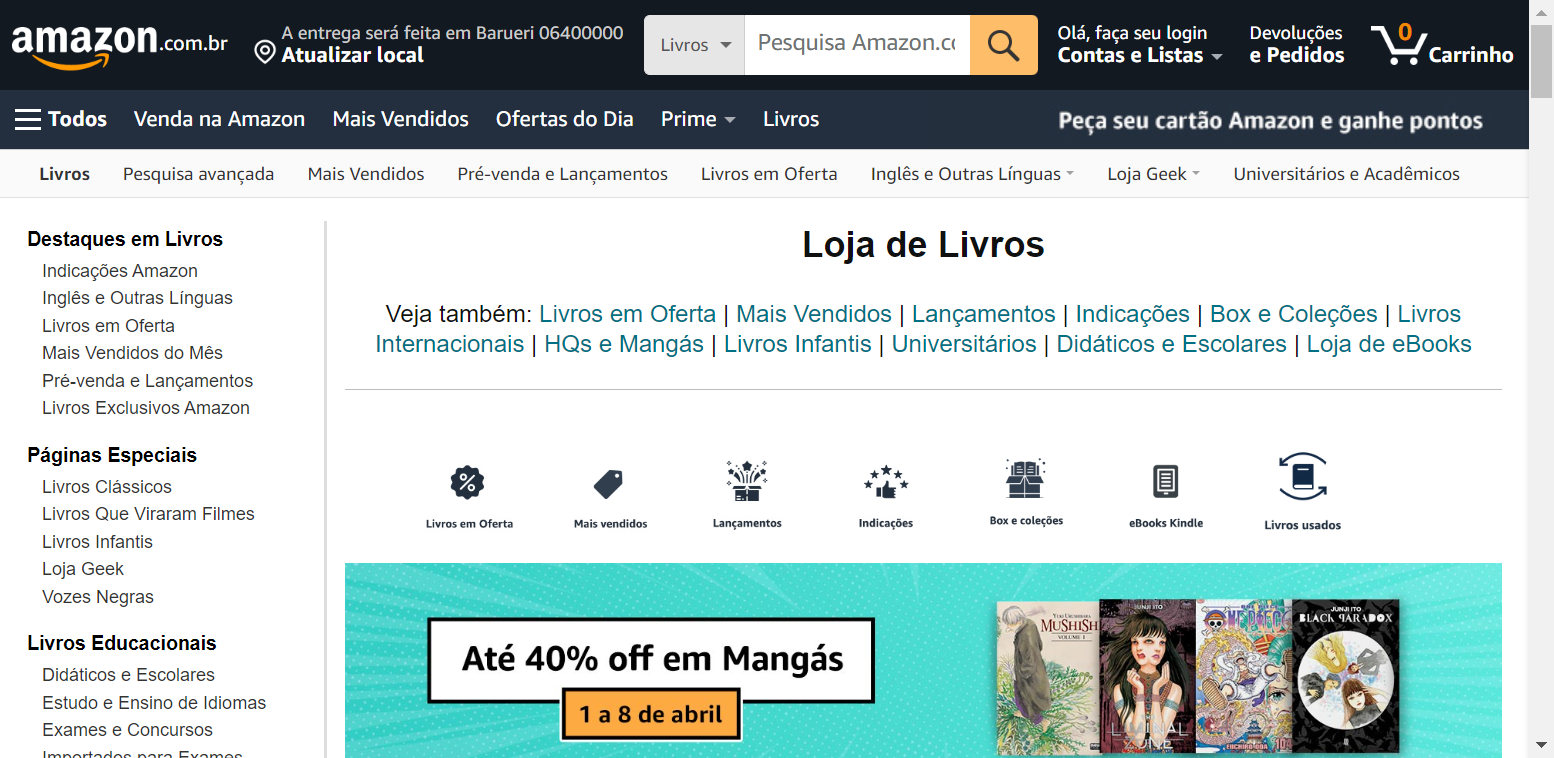 amazon.com.br
A entrega será feita em Barueri 06400000
Atualizar local
Livros
Pesquisa Amazon.cc
Olá, faça seu login
Contas e Listas
Devoluções
e Pedidos
0
Carrinho
Todos
Venda na Amazon
Mais Vendidos
Ofertas do Dia
Prime
Livros
Peça seu cartão Amazon e ganhe pontos
Livros
Pesquisa avançada
Mais Vendidos
Pré-venda e Lançamentos
Livros em Oferta
Inglês e Outras Línguas
Loja Geek
Universitários e Acadêmicos
Destaques em Livros
Indicações Amazon
Inglês e Outras Línguas
Livros em Oferta
Mais Vendidos do Mês
Pré-venda e Lançamentos
Livros Exclusivos Amazon
Páginas Especiais
Livros Clássicos
Livros Que Viraram Filmes
Livros Infantis
Loja Geek
Vozes Negras
Livros Educacionais
Didáticos e Escolares
Estudo e Ensino de Idiomas
Exames e Concursos
Importados para Exames
Loja de Livros
Veja também: Livros em Oferta | Mais Vendidos | Lançamentos | Indicações | Box e Coleções | Livros
Internacionais | HQs e Mangás | Livros Infantis | Universitários | Didáticos e Escolares | Loja de eBooks
%
Livros em Oferta
Mais vendidos
Lançamentos
Indicações
Box e coleções
eBooks Kindle
Livros usados
Até 40% off em Mangás
1 a 8 de abril
YUKI URUSHIBARA
MUSHISHI
VOLUME 1
JUNJI ITO
LIMINAL
ZONE
ONE PIECE
EIICHIRO ODA
JUNJI ITO
BLACK PARADOX